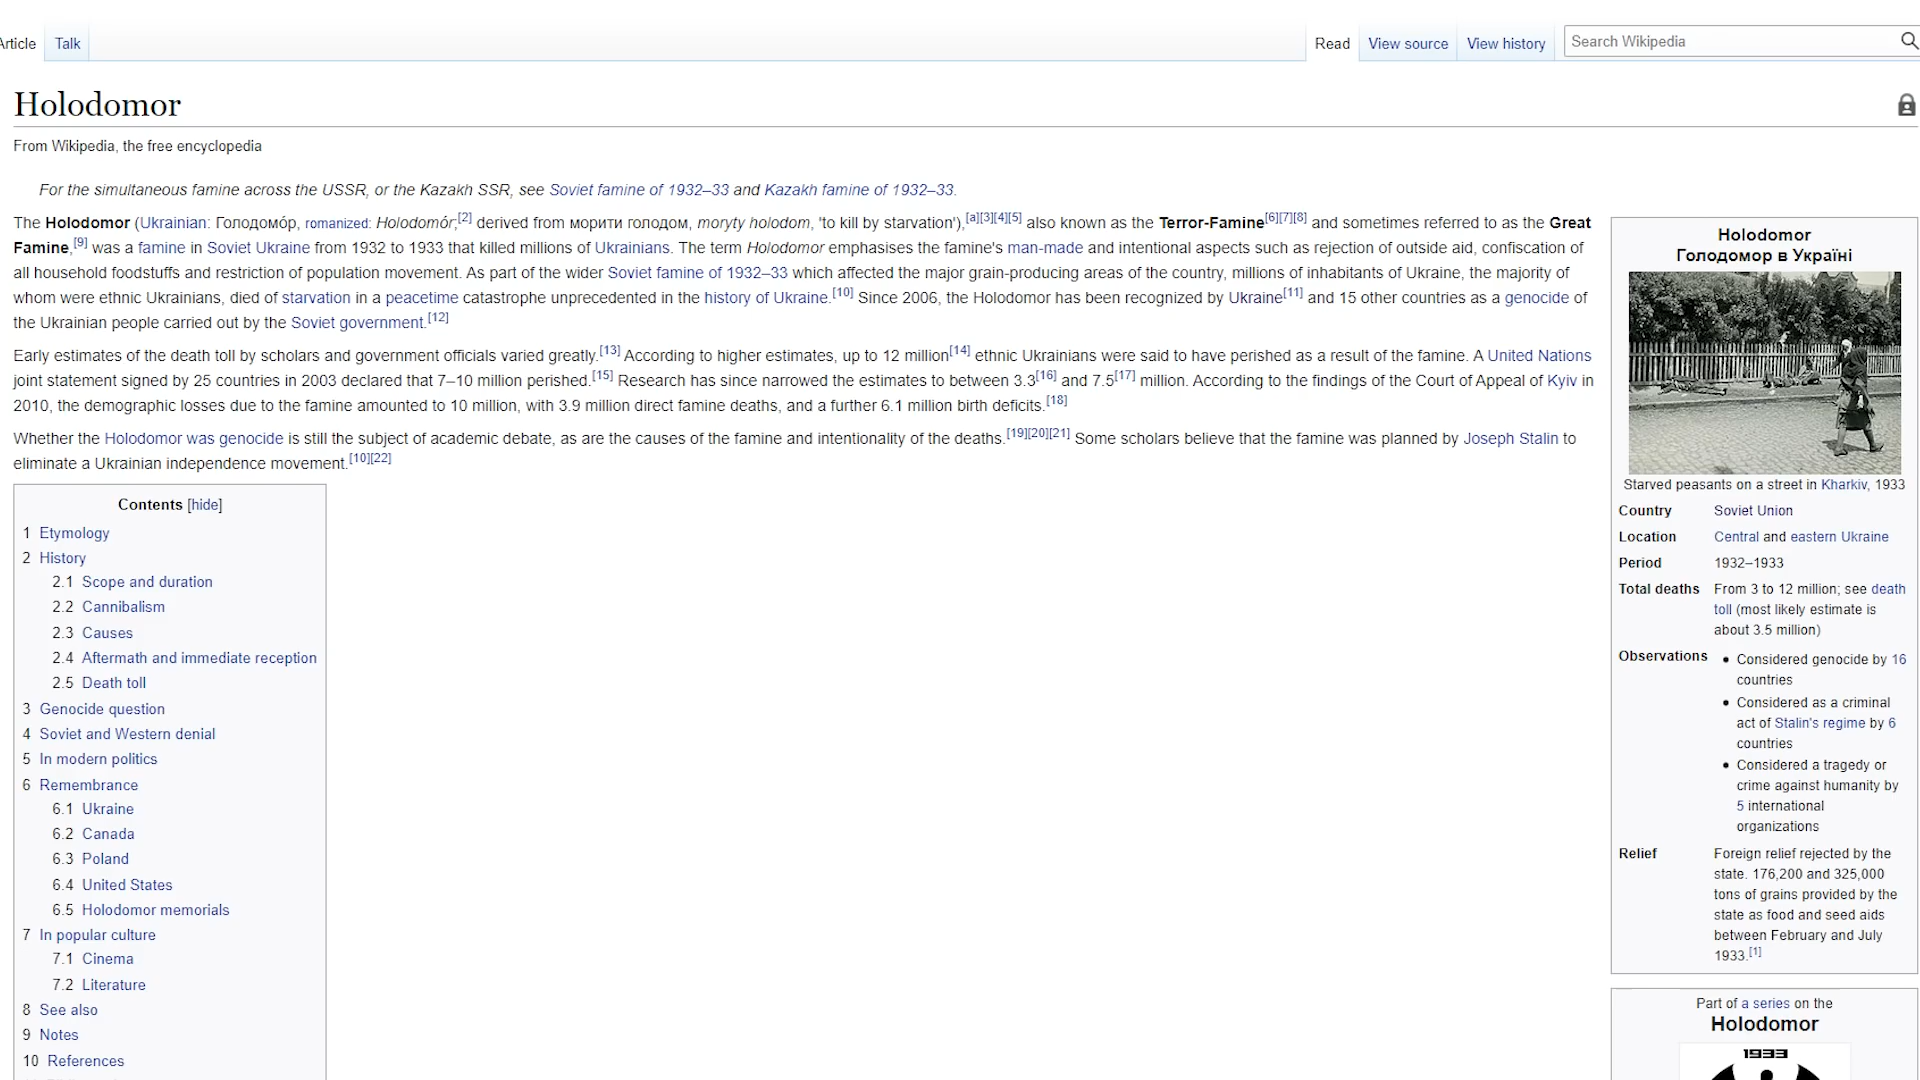 Article Talk Read View source View history Search Wikipedia
Holodomor
From Wikipedia, the free encyclopedia
For the simultaneous famine across the USSR, or the Kazakh SSR, see Soviet famine of 1932–33 and Kazakh famine of 1932–33.
The Holodomor (Ukrainian: Голодомо́р, romanized: Holodomór;[2] derived from морити голодом, moryty holodom, 'to kill by starvation'),[a][3][4][5] also known as the Terror-Famine[6][7][8] and sometimes referred to as the Great
Famine,[9] was a famine in Soviet Ukraine from 1932 to 1933 that killed millions of Ukrainians. The term Holodomor emphasises the famine's man-made and intentional aspects such as rejection of outside aid, confiscation of
all household foodstuffs and restriction of population movement. As part of the wider Soviet famine of 1932–33 which affected the major grain-producing areas of the country, millions of inhabitants of Ukraine, the majority of
whom were ethnic Ukrainians, died of starvation in a peacetime catastrophe unprecedented in the history of Ukraine.[10] Since 2006, the Holodomor has been recognized by Ukraine[11] and 15 other countries as a genocide of
the Ukrainian people carried out by the Soviet government.[12]
Early estimates of the death toll by scholars and government officials varied greatly.[13] According to higher estimates, up to 12 million[14] ethnic Ukrainians were said to have perished as a result of the famine. A United Nations
joint statement signed by 25 countries in 2003 declared that 7–10 million perished.[15] Research has since narrowed the estimates to between 3.3[16] and 7.5[17] million. According to the findings of the Court of Appeal of Kyiv in
2010, the demographic losses due to the famine amounted to 10 million, with 3.9 million direct famine deaths, and a further 6.1 million birth deficits.[18]
Whether the Holodomor was genocide is still the subject of academic debate, as are the causes of the famine and intentionality of the deaths.[19][20][21] Some scholars believe that the famine was planned by Joseph Stalin to
eliminate a Ukrainian independence movement.[10][22]
Contents [hide]
1 Etymology
2 History
2.1 Scope and duration
2.2 Cannibalism
2.3 Causes
2.4 Aftermath and immediate reception
2.5 Death toll
3 Genocide question
4 Soviet and Western denial
5 In modern politics
6 Remembrance
6.1 Ukraine
6.2 Canada
6.3 Poland
6.4 United States
6.5 Holodomor memorials
7 In popular culture
7.1 Cinema
7.2 Literature
8 See also
9 Notes
10 References
Holodomor
Голодомор в Україні
Starved peasants on a street in Kharkiv, 1933
Country Soviet Union
Location Central and eastern Ukraine
Period 1932–1933
Total deaths From 3 to 12 million; see death
toll (most likely estimate is
about 3.5 million)
Observations • Considered genocide by 16
countries
• Considered as a criminal
act of Stalin's regime by 6
countries
• Considered a tragedy or
crime against humanity by
5 international
organizations
Relief Foreign relief rejected by the
state. 176,200 and 325,000
tons of grains provided by the
state as food and seed aids
between February and July
1933.[1]
Part of a series on the
Holodomor
1933